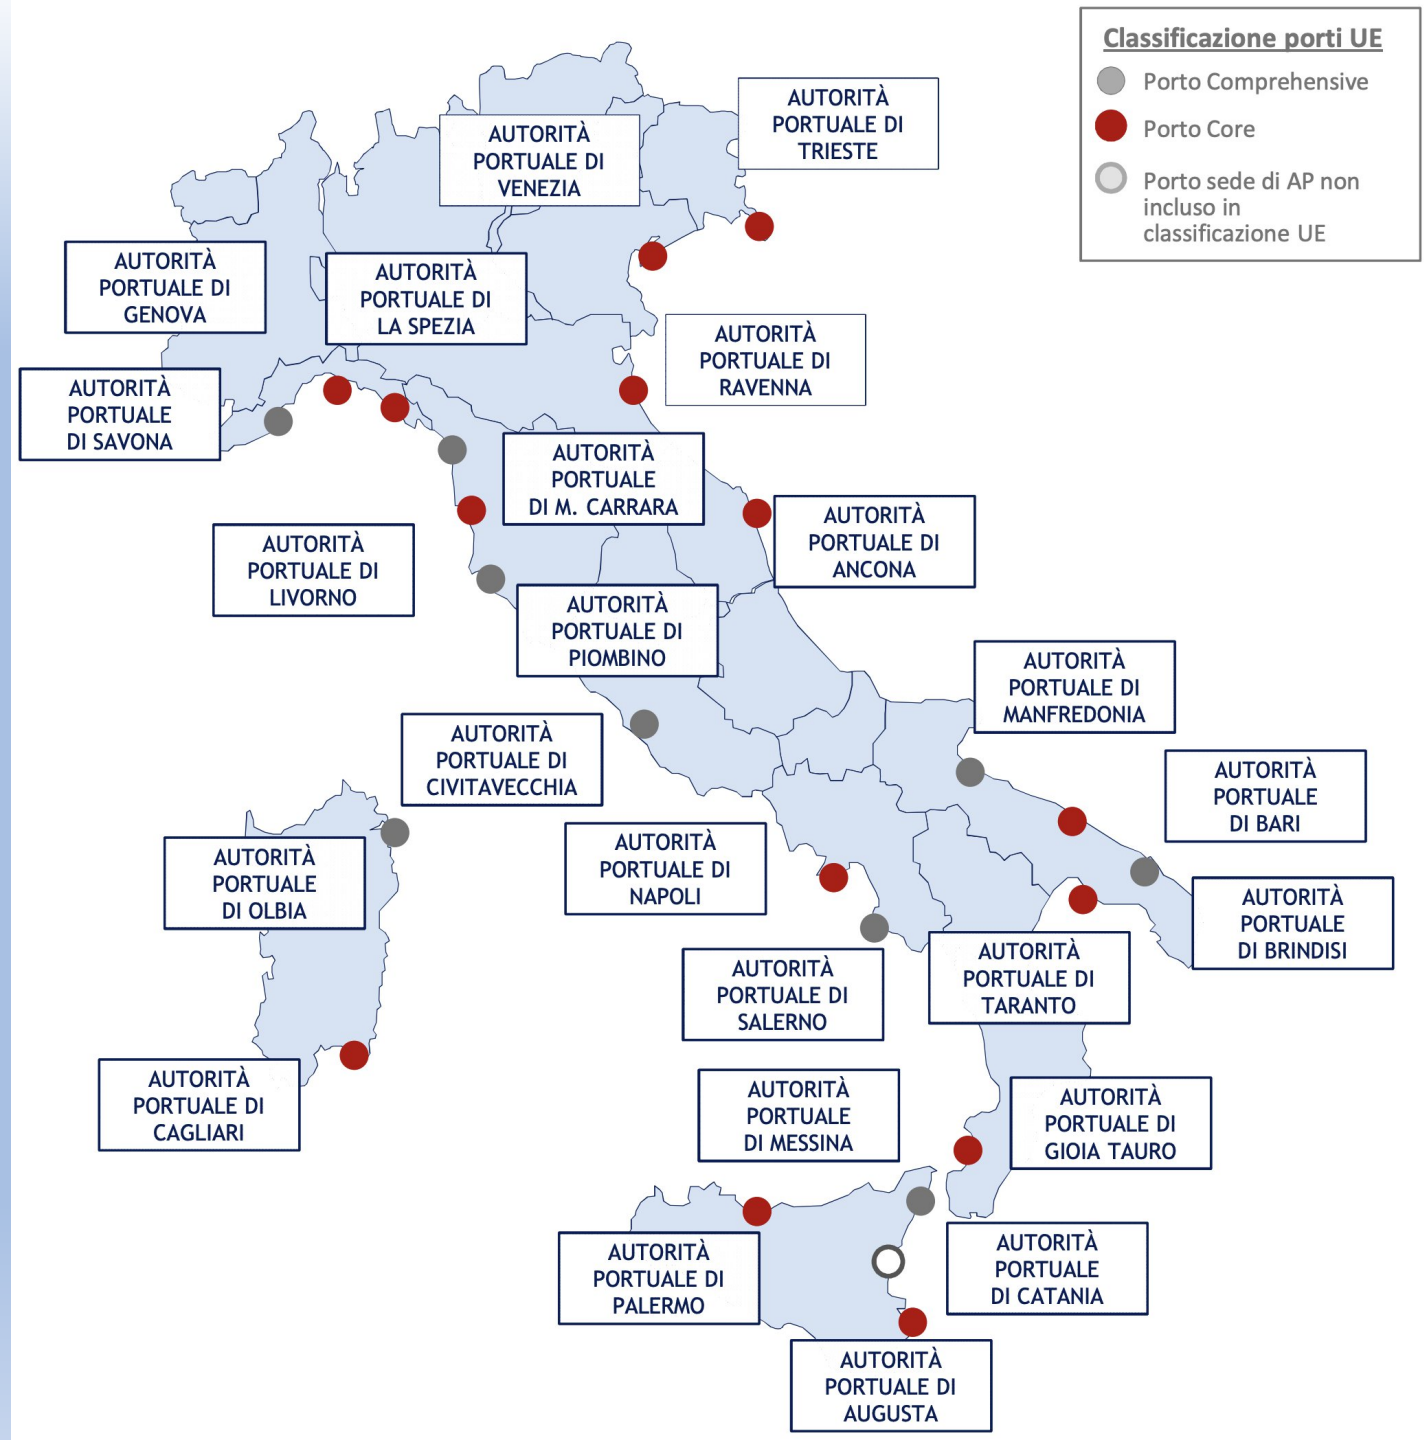 Classificazione porti UE
Porto Comprehensive
Porto Core
Porto sede di AP non
incluso in
classificazione UE
AUTORITÀ
PORTUALE DI
TRIESTE
AUTORITÀ
PORTUALE DI
VENEZIA
AUTORITÀ
PORTUALE DI
GENOVA
AUTORITÀ
PORTUALE DI
LA SPEZIA
AUTORITÀ
PORTUALE DI
RAVENNA
AUTORITÀ
PORTUALE
DI SAVONA
AUTORITÀ
PORTUALE
DI M. CARRARA
AUTORITÀ
PORTUALE DI
ANCONA
AUTORITÀ
PORTUALE DI
LIVORNO
AUTORITÀ
PORTUALE DI
PIOMBINO
AUTORITÀ
PORTUALE DI
MANFREDONIA
AUTORITÀ
PORTUALE DI
CIVITAVECCHIA
AUTORITÀ
PORTUALE
DI BARI
AUTORITÀ
PORTUALE DI
NAPOLI
AUTORITÀ
PORTUALE
DI OLBIA
AUTORITÀ
PORTUALE
DI BRINDISI
AUTORITÀ
PORTUALE DI
TARANTO
AUTORITÀ
PORTUALE DI
SALERNO
AUTORITÀ
PORTUALE DI
CAGLIARI
AUTORITÀ
PORTUALE
DI MESSINA
AUTORITÀ
PORTUALE DI
GIOIA TAURO
AUTORITÀ
PORTUALE DI
PALERMO
AUTORITÀ
PORTUALE
DI CATANIA
AUTORITÀ
PORTUALE DI
AUGUSTA